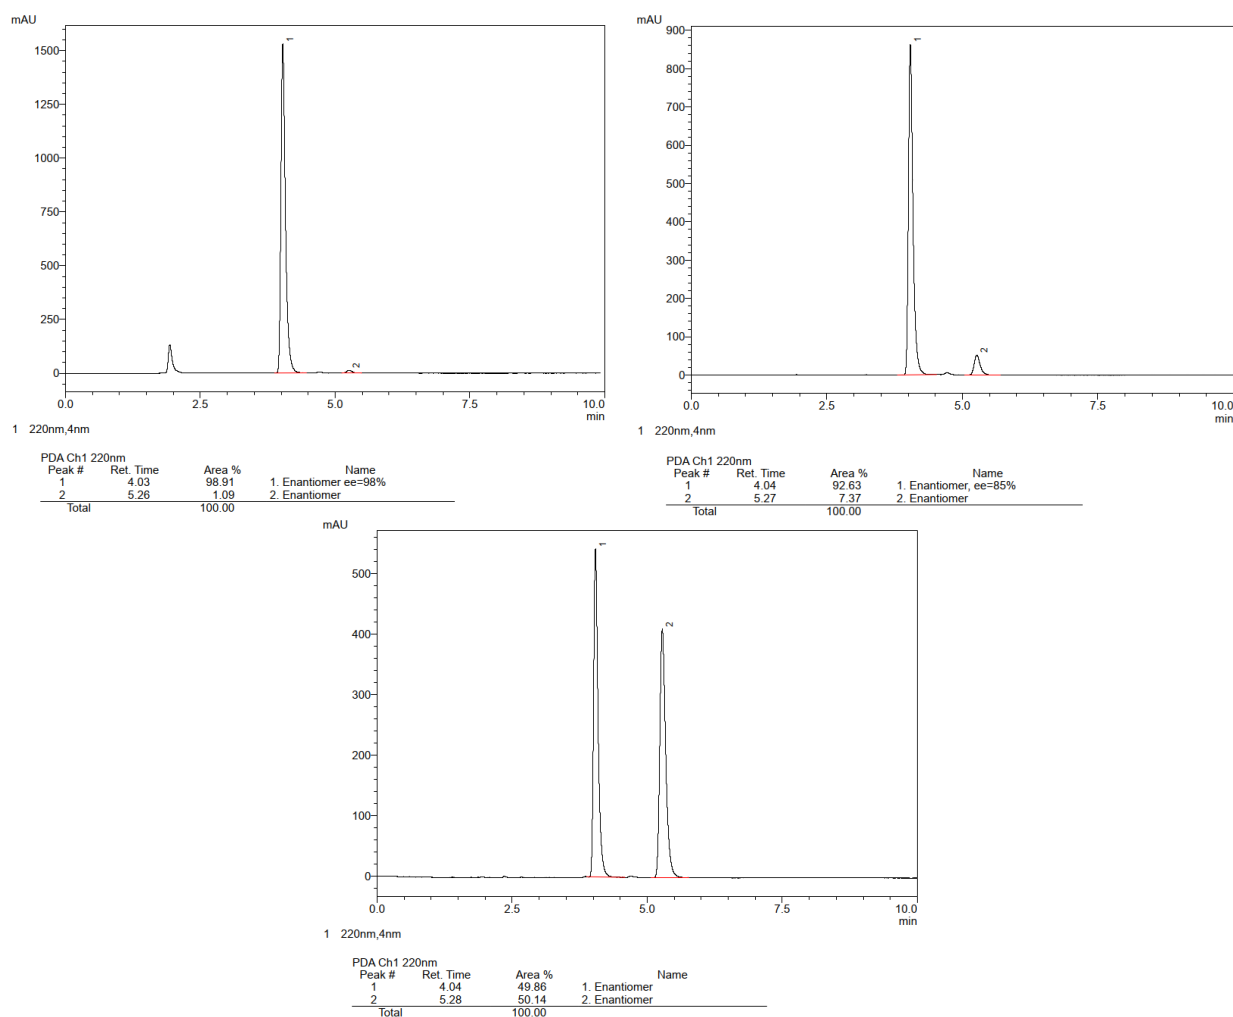 mAU
1
1500
1250
1000
750
500
250
2
0
0.0 2.5 5.0 7.5 10.0
min
1 220nm,4nm
PDA Ch1 220nm
Peak # Ret. Time Area % Name
1 4.03 98.91 1. Enantiomer ee=98%
2 5.26 1.09 2. Enantiomer
Total 100.00
mAU
900
1
800
700
600
500
400
300
200
100
2
0
0.0 2.5 5.0 7.5 10.0
min
1 220nm,4nm
PDA Ch1 220nm
Peak # Ret. Time Area % Name
1 4.04 92.63 1. Enantiomer, ee=85%
2 5.27 7.37 2. Enantiomer
Total 100.00
mAU
1
500
2
400
300
200
100
0
0.0 2.5 5.0 7.5 10.0
min
1 220nm,4nm
PDA Ch1 220nm
Peak # Ret. Time Area % Name
1 4.04 49.86 1. Enantiomer
2 5.28 50.14 2. Enantiomer
Total 100.00